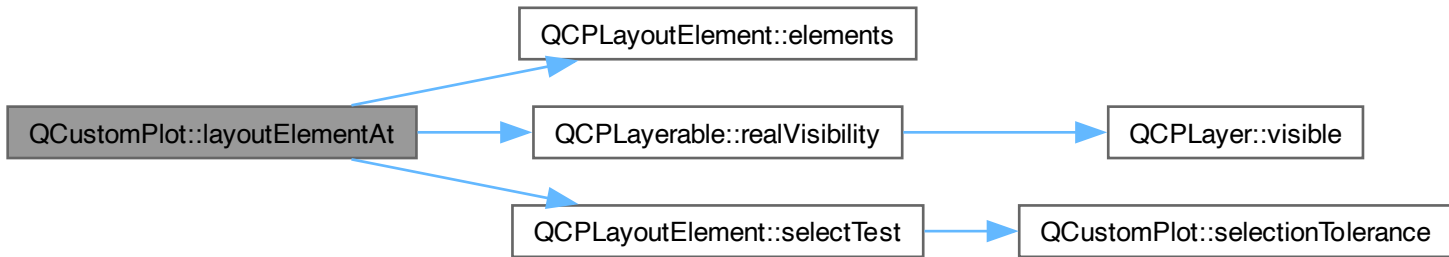 QCPLayoutElement::elements
QCustomPlot::layoutElementAt
QCPLayerable::realVisibility
QCPLayer::visible
QCPLayoutElement::selectTest
QCustomPlot::selectionTolerance